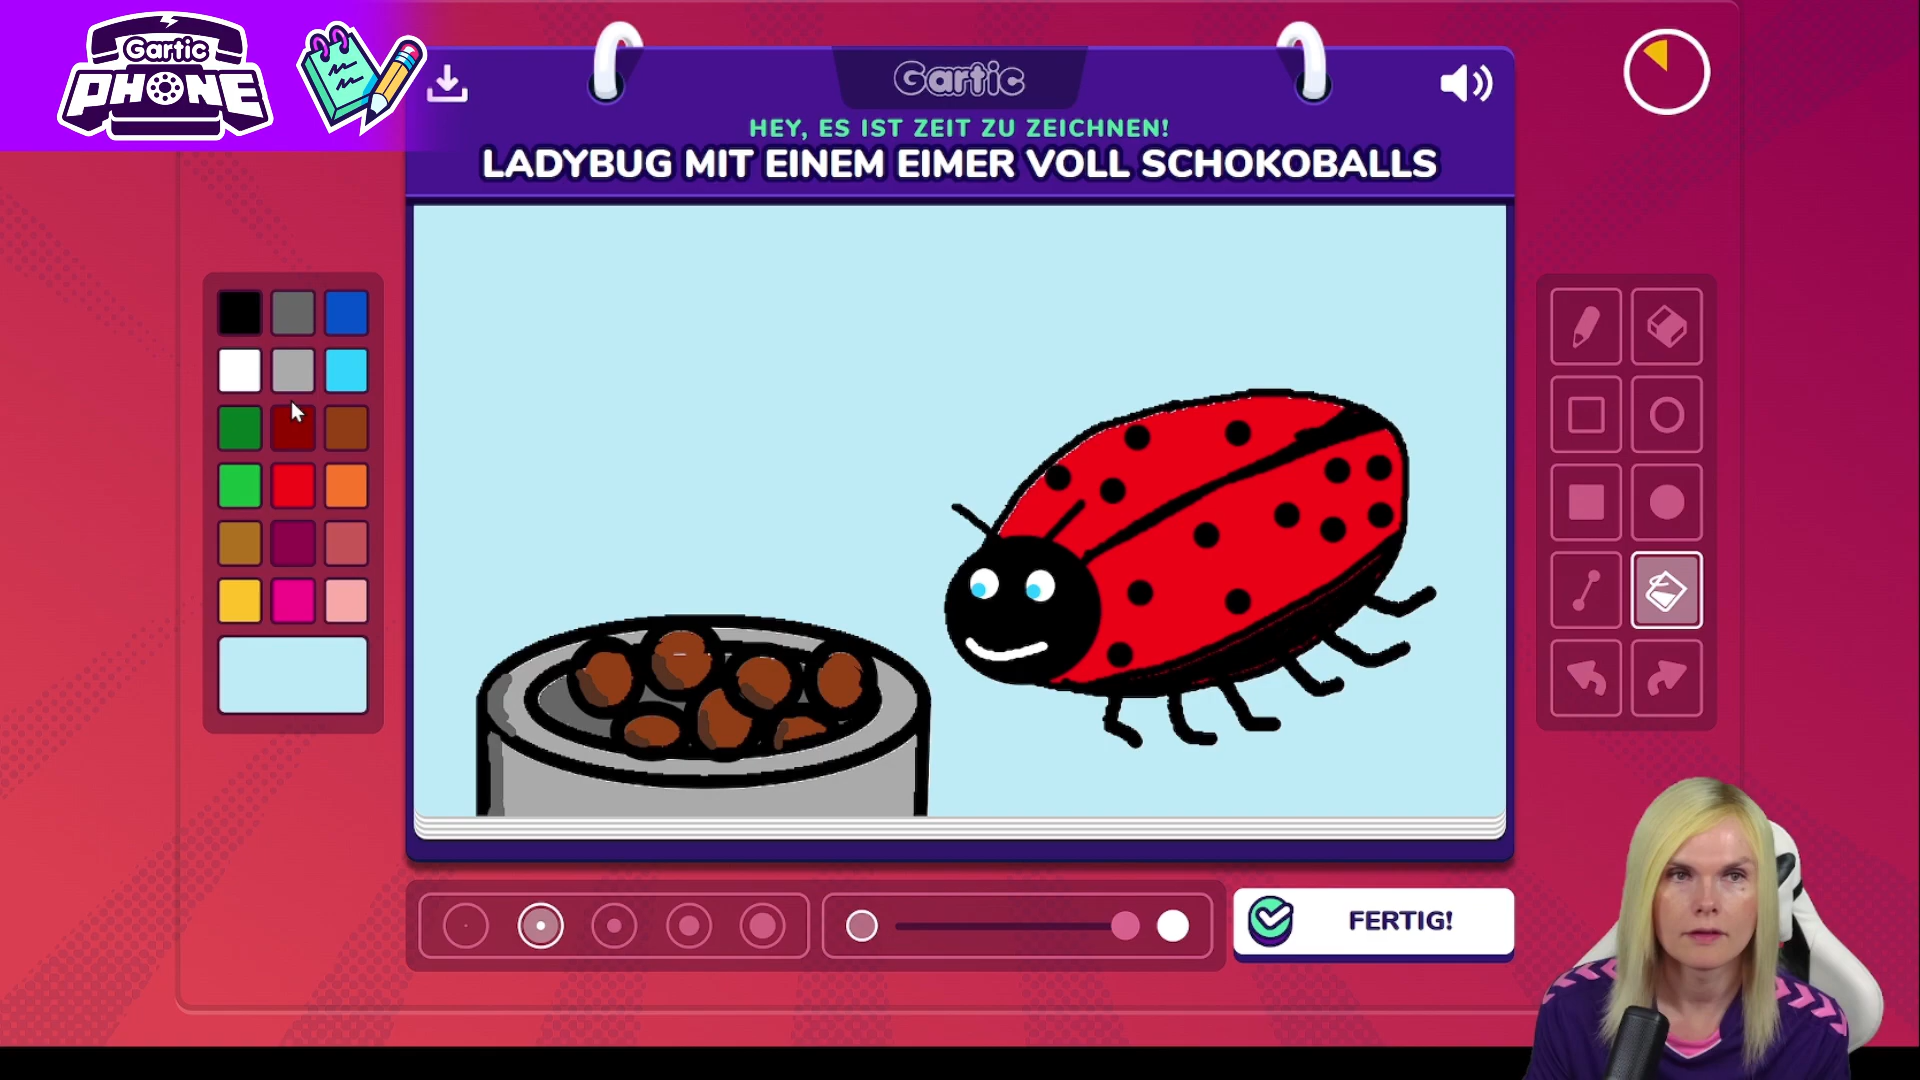 Gartic
PHONE
Gartic
HEY, ES IST ZEIT ZU ZEICHNEN!
LADYBUG MIT EINEM EIMER VOLL SCHOKOBALLS
FERTIG!